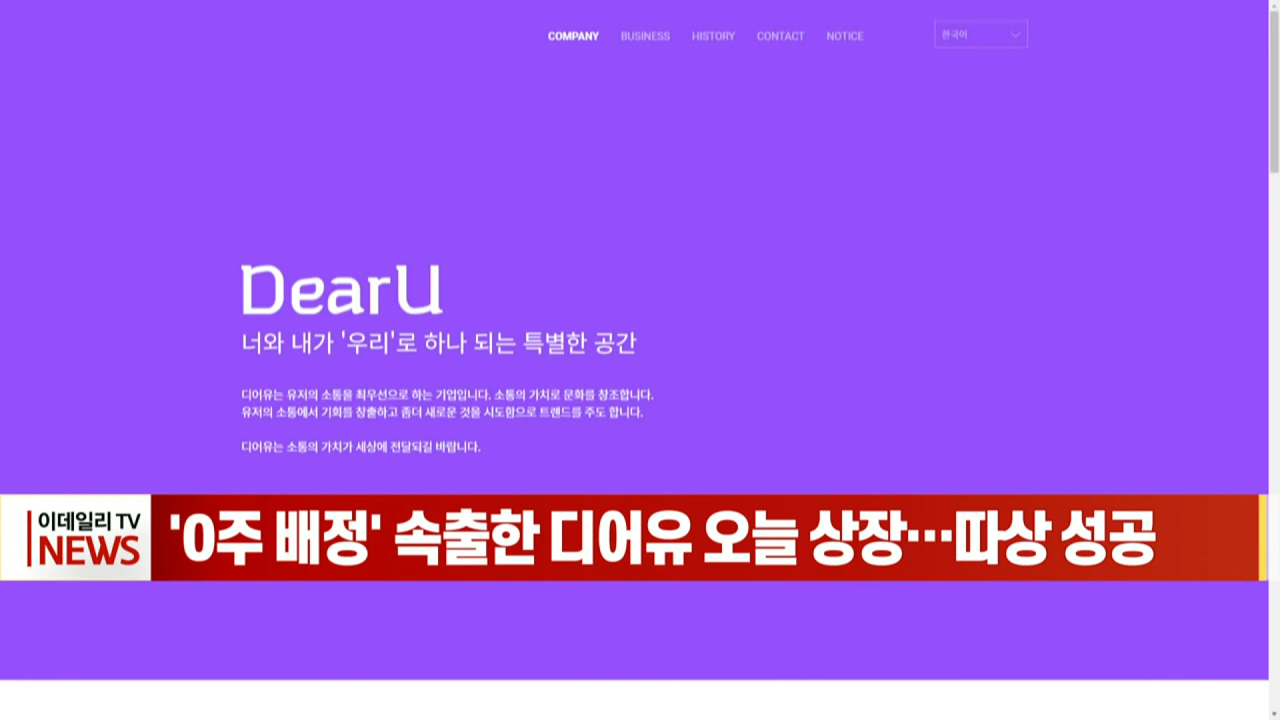 COMPANY BUSINESS HISTORY CONTACT NOTICE 한국어
DearU
너와 내가 '우리'로 하나 되는 특별한 공간
디어유는 유저의 소통을 최우선으로 하는 기업입니다. 소통의 가치로 문화를 창조합니다.
유저의 소통에서 기회를 창출하고 좀더 새로운 것을 시도함으로 트렌드를 주도 합니다.
디어유는 소통의 가치가 세상에 전달되길 바랍니다.
이데일리 TV
NEWS
'0주 배정' 속출한 디어유 오늘 상장…따상 성공